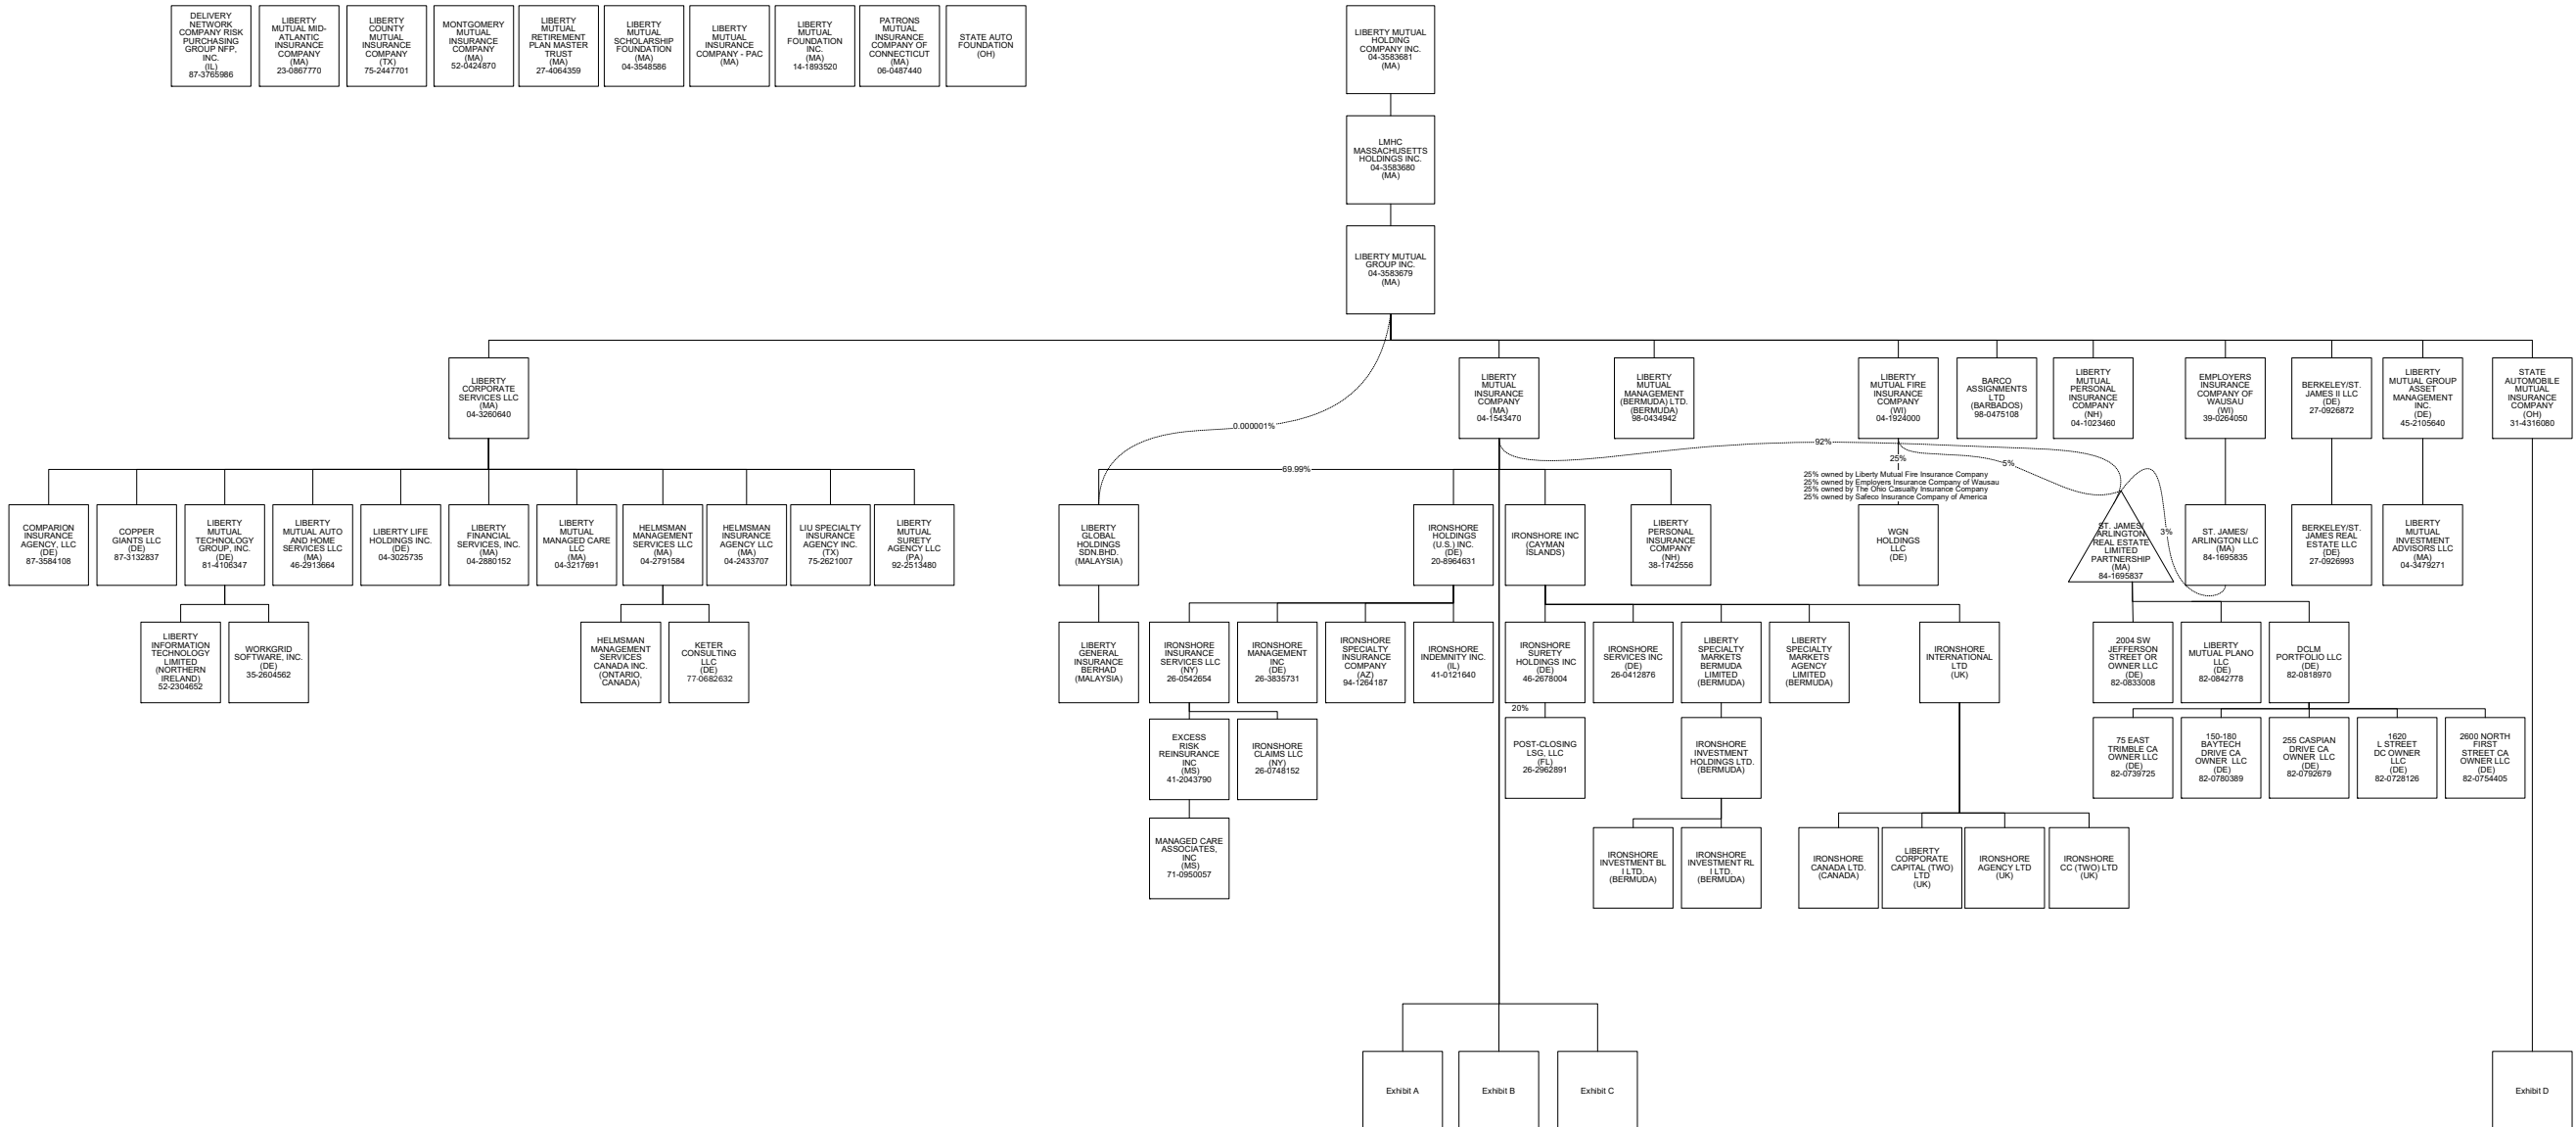 DELIVERY
NETWORK
COMPANY RISK
PURCHASING
GROUP NFP,
INC.
(IL)
87-3765986
LIBERTY
MUTUAL MID-
ATLANTIC
INSURANCE
COMPANY
(MA)
23-0867770
LIBERTY
COUNTY
MUTUAL
INSURANCE
COMPANY
(TX)
75-2447701
MONTGOMERY
MUTUAL
INSURANCE
COMPANY
(MA)
52-0424870
LIBERTY
MUTUAL
RETIREMENT
PLAN MASTER
TRUST
(MA)
27-4064359
LIBERTY
MUTUAL
SCHOLARSHIP
FOUNDATION
(MA)
04-3548586
LIBERTY
MUTUAL
INSURANCE
COMPANY - PAC
(MA)
LIBERTY
MUTUAL
FOUNDATION
INC.
(MA)
14-1893520
PATRONS
MUTUAL
INSURANCE
COMPANY OF
CONNECTICUT
(MA)
06-0487440
STATE AUTO
FOUNDATION
(OH)
LIBERTY MUTUAL
HOLDING
COMPANY INC.
04-3583681
(MA)
LMHC
MASSACHUSETTS
HOLDINGS INC.
04-3583680
(MA)
LIBERTY MUTUAL
GROUP INC.
04-3583679
(MA)
LIBERTY
CORPORATE
SERVICES LLC
(MA)
04-3260640
LIBERTY
MUTUAL
INSURANCE
COMPANY
(MA)
04-1543470
LIBERTY
MUTUAL
MANAGEMENT
(BERMUDA) LTD.
(BERMUDA)
98-0434942
LIBERTY
MUTUAL FIRE
INSURANCE
COMPANY
(WI)
04-1924000
BARCO
ASSIGNMENTS
LTD
(BARBADOS)
98-0475108
LIBERTY
MUTUAL
PERSONAL
INSURANCE
COMPANY
(NH)
04-1023460
EMPLOYERS
INSURANCE
COMPANY OF
WAUSAU
(WI)
39-0264050
BERKELEY/ST.
JAMES II LLC
(DE)
27-0926872
LIBERTY
MUTUAL GROUP
ASSET
MANAGEMENT
INC.
(DE)
45-2105640
STATE
AUTOMOBILE
MUTUAL
INSURANCE
COMPANY
(OH)
31-4316080
0.000001%
92%
69.99%
25%
5%
25% owned by Liberty Mutual Fire Insurance Company
25% owned by Employers Insurance Company of Wausau
25% owned by The Ohio Casualty Insurance Company
25% owned by Safeco Insurance Company of America
COMPARION
INSURANCE
AGENCY, LLC
(DE)
87-3584108
COPPER
GIANTS LLC
(DE)
87-3132837
LIBERTY
MUTUAL
TECHNOLOGY
GROUP, INC.
(DE)
81-4106347
LIBERTY
MUTUAL AUTO
AND HOME
SERVICES LLC
(MA)
46-2913664
LIBERTY LIFE
HOLDINGS INC.
(DE)
04-3025735
LIBERTY
FINANCIAL
SERVICES, INC.
(MA)
04-2880152
LIBERTY
MUTUAL
MANAGED CARE
LLC
(MA)
04-3217691
HELMSMAN
MANAGEMENT
SERVICES LLC
(MA)
04-2791584
HELMSMAN
INSURANCE
AGENCY LLC
(MA)
04-2433707
LIU SPECIALTY
INSURANCE
AGENCY INC.
(TX)
75-2621007
LIBERTY
MUTUAL
SURETY
AGENCY LLC
(PA)
92-2513480
LIBERTY
GLOBAL
HOLDINGS
SDN.BHD.
(MALAYSIA)
IRONSHORE
HOLDINGS
(U.S.) INC.
(DE)
20-8964631
IRONSHORE INC
(CAYMAN
ISLANDS)
LIBERTY
PERSONAL
INSURANCE
COMPANY
(NH)
38-1742556
WGN
HOLDINGS
LLC
(DE)
ST. JAMES/
ARLINGTON
REAL ESTATE
LIMITED
PARTNERSHIP
(MA)
84-1695837
3%
ST. JAMES/
ARLINGTON LLC
(MA)
84-1695835
BERKELEY/ST.
JAMES REAL
ESTATE LLC
(DE)
27-0926993
LIBERTY
MUTUAL
INVESTMENT
ADVISORS LLC
(MA)
04-3479271
LIBERTY
INFORMATION
TECHNOLOGY
LIMITED
(NORTHERN
IRELAND)
52-2304652
WORKGRID
SOFTWARE, INC.
(DE)
35-2604562
HELMSMAN
MANAGEMENT
SERVICES
CANADA INC.
(ONTARIO,
CANADA)
KETER
CONSULTING
LLC
(DE)
77-0682632
LIBERTY
GENERAL
INSURANCE
BERHAD
(MALAYSIA)
IRONSHORE
INSURANCE
SERVICES LLC
(NY)
26-0542654
IRONSHORE
MANAGEMENT
INC
(DE)
26-3835731
IRONSHORE
SPECIALTY
INSURANCE
COMPANY
(AZ)
94-1264187
IRONSHORE
INDEMNITY INC.
(IL)
41-0121640
IRONSHORE
SURETY
HOLDINGS INC
(DE)
46-2678004
IRONSHORE
SERVICES INC
(DE)
26-0412876
LIBERTY
SPECIALTY
MARKETS
BERMUDA
LIMITED
(BERMUDA)
LIBERTY
SPECIALTY
MARKETS
AGENCY
LIMITED
(BERMUDA)
IRONSHORE
INTERNATIONAL
LTD
(UK)
2004 SW
JEFFERSON
STREET OR
OWNER LLC
(DE)
82-0833008
LIBERTY
MUTUAL PLANO
LLC
(DE)
82-0842778
DCLM
PORTFOLIO LLC
(DE)
82-0818970
20%
EXCESS
RISK
REINSURANCE
INC
(MS)
41-2043790
IRONSHORE
CLAIMS LLC
(NY)
26-0748152
POST-CLOSING
LSG, LLC
(FL)
26-2962891
IRONSHORE
INVESTMENT
HOLDINGS LTD.
(BERMUDA)
75 EAST
TRIMBLE CA
OWNER LLC
(DE)
82-0739725
150-180
BAYTECH
DRIVE CA
OWNER LLC
(DE)
82-0780389
255 CASPIAN
DRIVE CA
OWNER LLC
(DE)
82-0792679
1620
L STREET
DC OWNER
LLC
(DE)
82-0728126
2600 NORTH
FIRST
STREET CA
OWNER LLC
(DE)
82-0754405
MANAGED CARE
ASSOCIATES,
INC
(MS)
71-0950057
IRONSHORE
INVESTMENT BL
I LTD.
(BERMUDA)
IRONSHORE
INVESTMENT RL
I LTD.
(BERMUDA)
IRONSHORE
CANADA LTD.
(CANADA)
LIBERTY
CORPORATE
CAPITAL (TWO)
LTD
(UK)
IRONSHORE
AGENCY LTD
(UK)
IRONSHORE
CC (TWO) LTD
(UK)
Exhibit A
Exhibit B
Exhibit C
Exhibit D